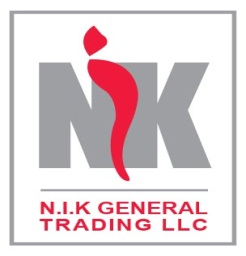 NiK
N.I.K GENERAL
TRADING LLC